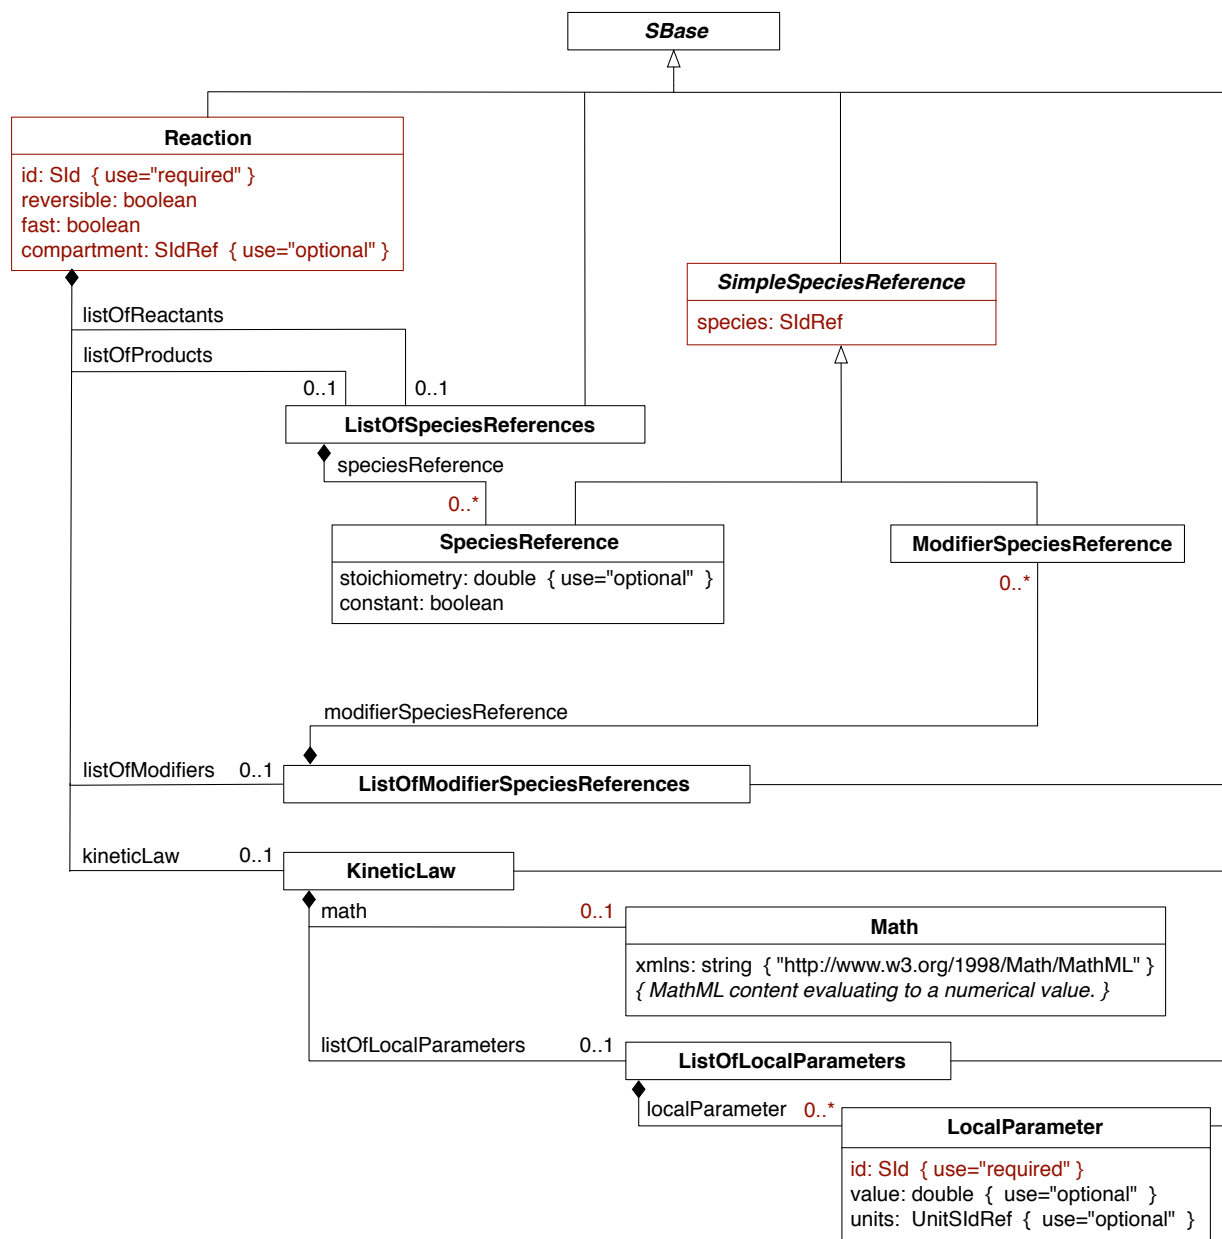 SBase
Reaction
id: SId { use="required" }
reversible: boolean
fast: boolean
compartment: SIdRef { use="optional" }
SimpleSpeciesReference
species: SIdRef
listOfReactants
listOfProducts
0..1
0..1
ListOfSpeciesReferences
speciesReference
0..*
SpeciesReference
stoichiometry: double { use="optional" }
constant: boolean
ModifierSpeciesReference
0..*
modifierSpeciesReference
listOfModifiers
0..1
ListOfModifierSpeciesReferences
kineticLaw
0..1
KineticLaw
math
0..1
Math
xmlns: string { "http://www.w3.org/1998/Math/MathML" }
{ MathML content evaluating to a numerical value. }
listOfLocalParameters
0..1
ListOfLocalParameters
localParameter
0..*
LocalParameter
id: SId { use="required" }
value: double { use="optional" }
units: UnitSIdRef { use="optional" }